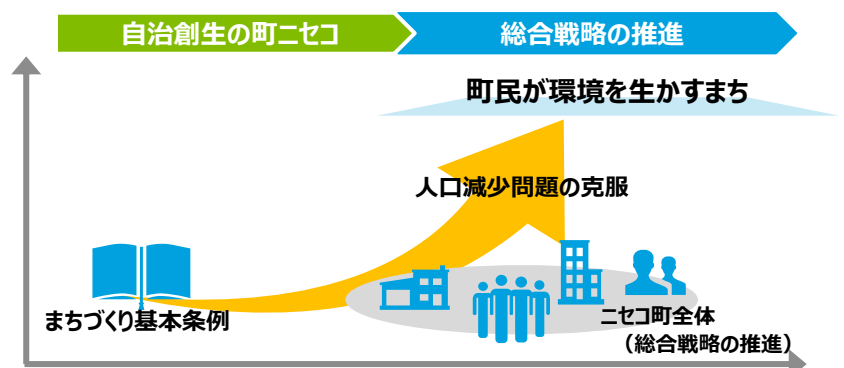 自治創生の町ニセコ
総合戦略の推進
町民が環境を生かすまち
人口減少問題の克服
まちづくり基本条例
ニセコ町全体
（総合戦略の推進）